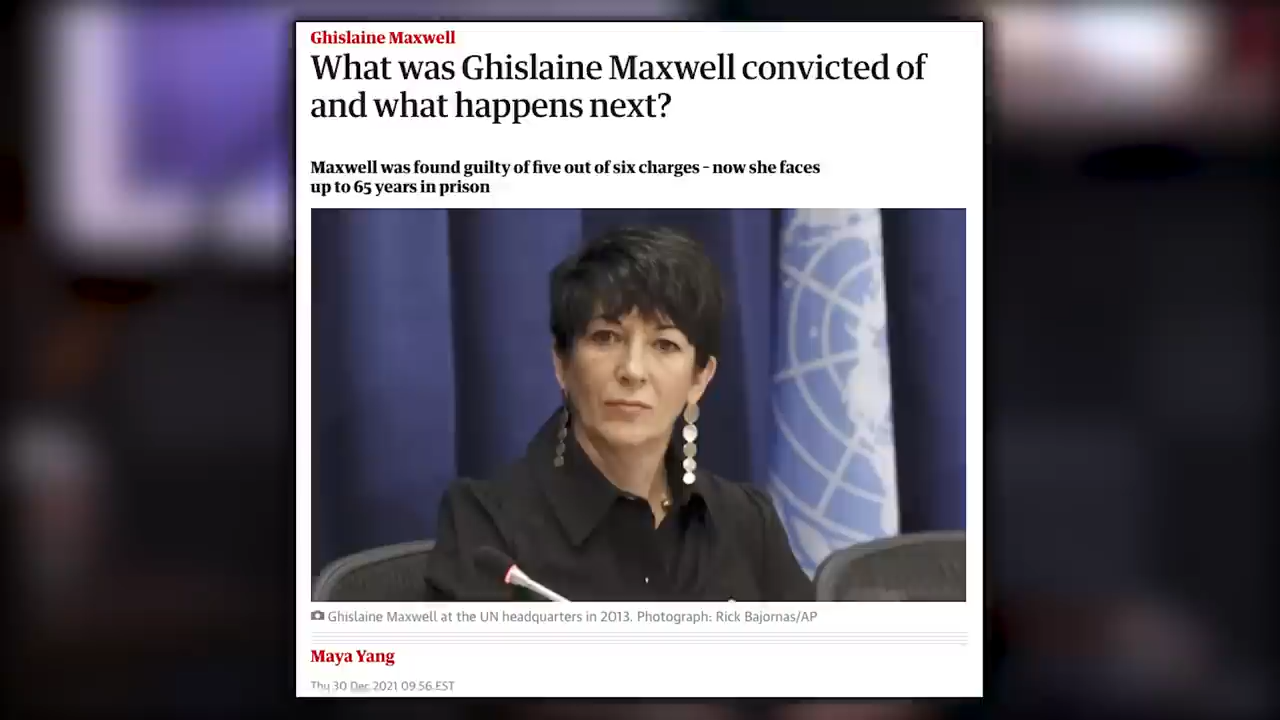 Ghislaine Maxwell
What was Ghislaine Maxwell convicted of
and what happens next?
Maxwell was found guilty of five out of six charges – now she faces
up to 65 years in prison
Ghislaine Maxwell at the UN headquarters in 2013. Photograph: Rick Bajornas/AP
Maya Yang
Thu 30 Dec 2021 09.56 EST